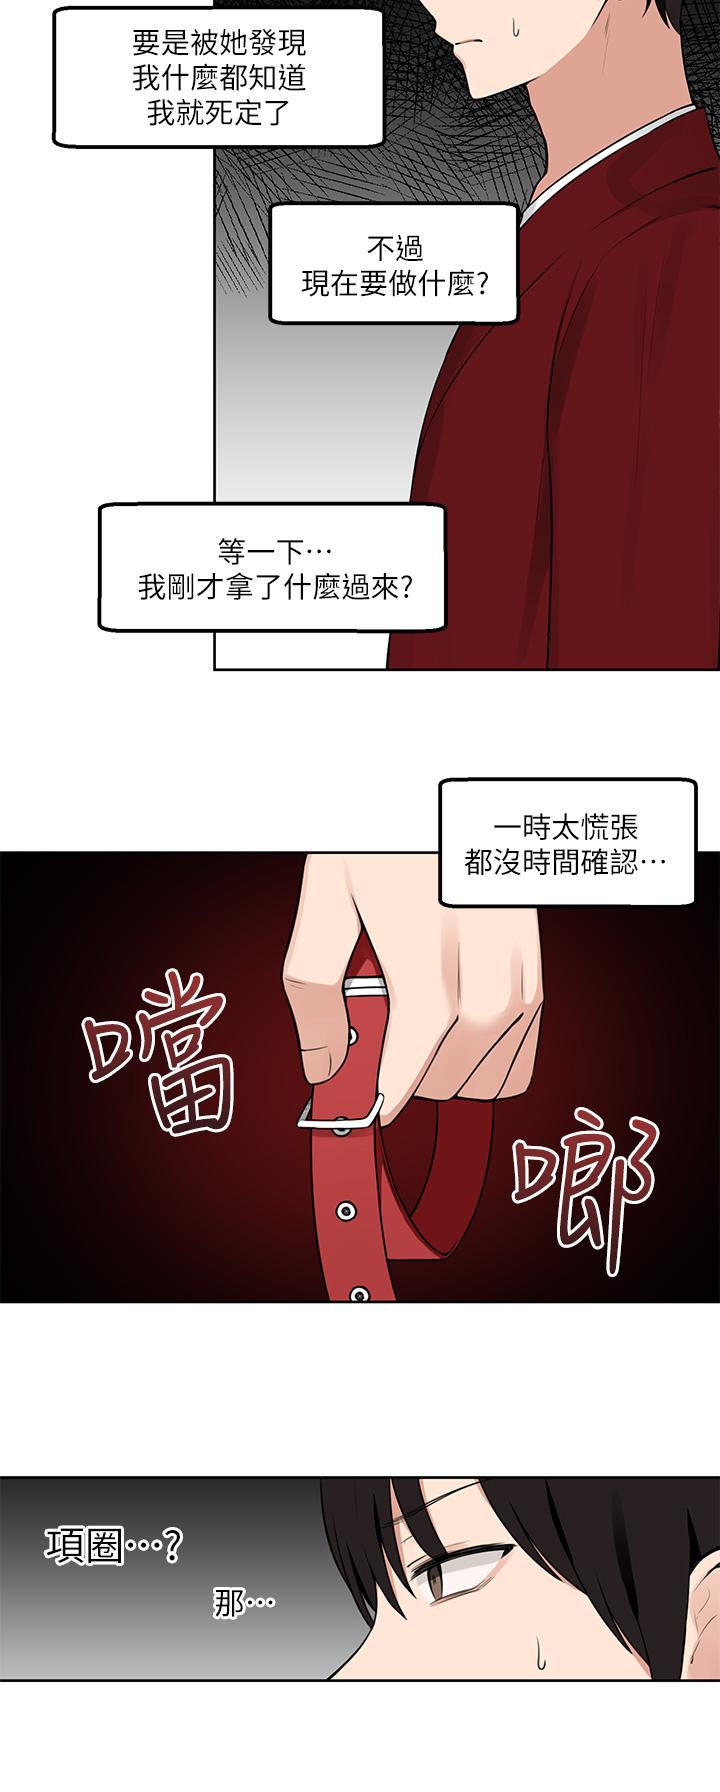 要是被她發現
我什麼都知道
我就死定了
不過
現在要做什麼?
等一下…
我剛才拿了什麼過來?
一時太慌張
都沒時間確認…
噹
啷
項圈…?
那…